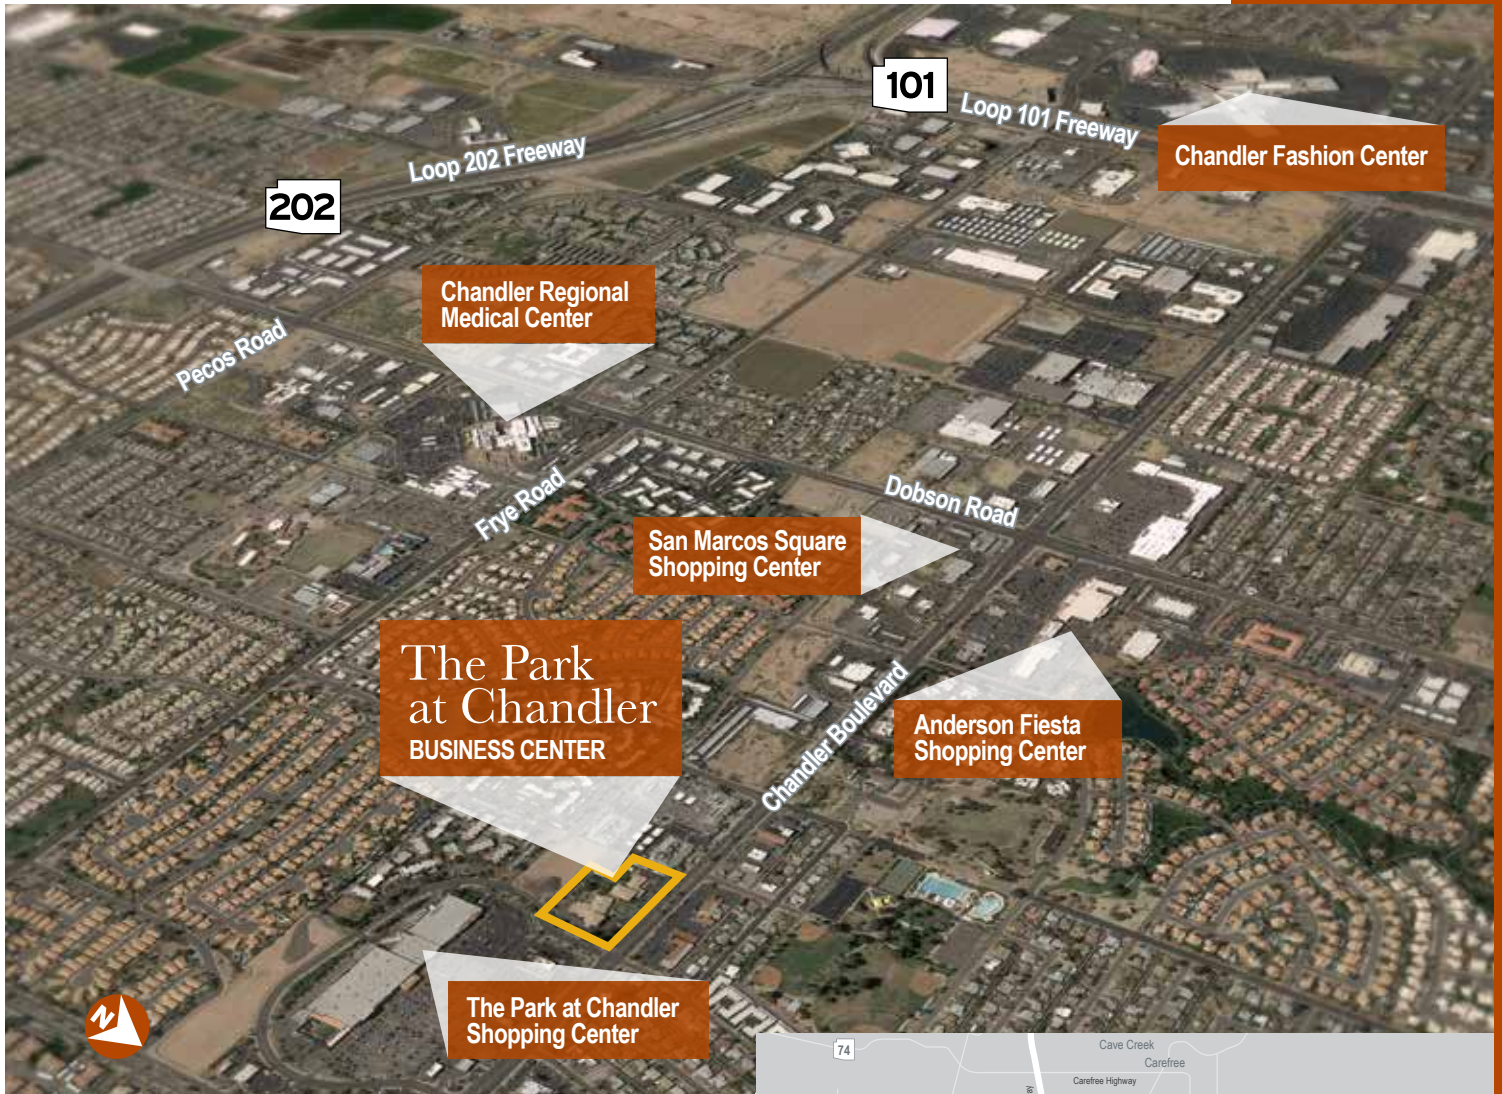 101
Loop 101 Freeway
Chandler Fashion Center
Loop 202 Freeway
202
Chandler Regional
Medical Center
Pecos Road
Frye Road
Dobson Road
San Marcos Square
Shopping Center
The Park
at Chandler
BUSINESS CENTER
Chandler Boulevard
Anderson Fiesta
Shopping Center
The Park at Chandler
Shopping Center
N
74
Cave Creek
Carefree
Carefree Highway